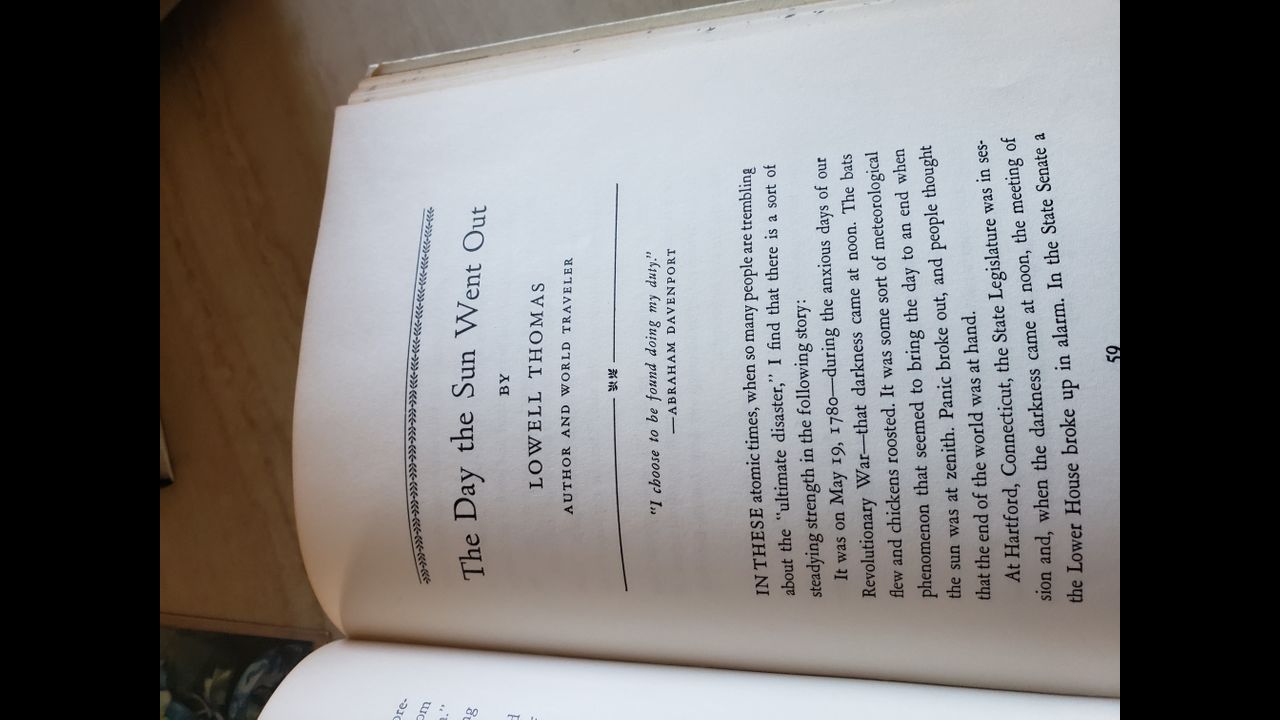 The Day the Sun Went Out
BY
LOWELL THOMAS
AUTHOR AND WORLD TRAVELER
"I choose to be found doing my duty."
—ABRAHAM DAVENPORT
IN THESE atomic times, when so many people are trembling
about the "ultimate disaster," I find that there is a sort of
steadying strength in the following story:
It was on May 19, 1780—during the anxious days of our
Revolutionary War—that darkness came at noon. The bats
flew and chickens roosted. It was some sort of meteorological
phenomenon that seemed to bring the day to an end when
the sun was at zenith. Panic broke out, and people thought
that the end of the world was at hand.
At Hartford, Connecticut, the State Legislature was in ses-
sion and, when the darkness came at noon, the meeting of
the Lower House broke up in alarm. In the State Senate a
59